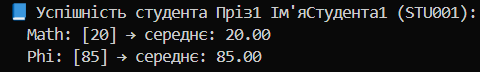 📘 Успішність студента Пріз1 Ім'яСтудента1 (STU001):
Math: [20] → середнє: 20.00
Phi: [85] → середнє: 85.00